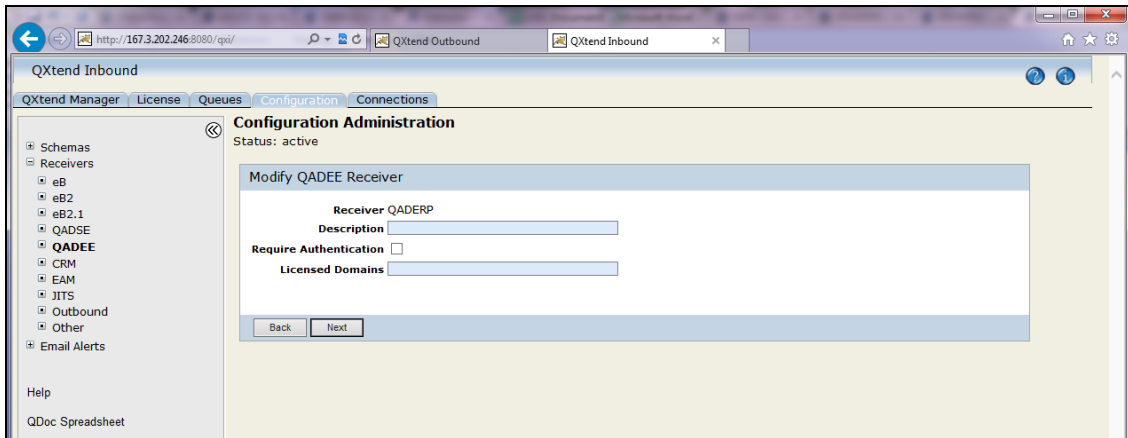 http://167.3.202.246:8080/qxi/
QXtend Outbound
QXtend Inbound
QXtend Inbound
QXtend Manager License Queues Configuration Connections
Configuration Administration
Status: active
Schemas
Receivers
eB
eB2
eB2.1
QADSE
QADEE
CRM
EAM
JITS
Outbound
Other
Email Alerts
Help
QDoc Spreadsheet
Modify QADEE Receiver
Receiver QADERP
Description
Require Authentication
Licensed Domains
Back Next